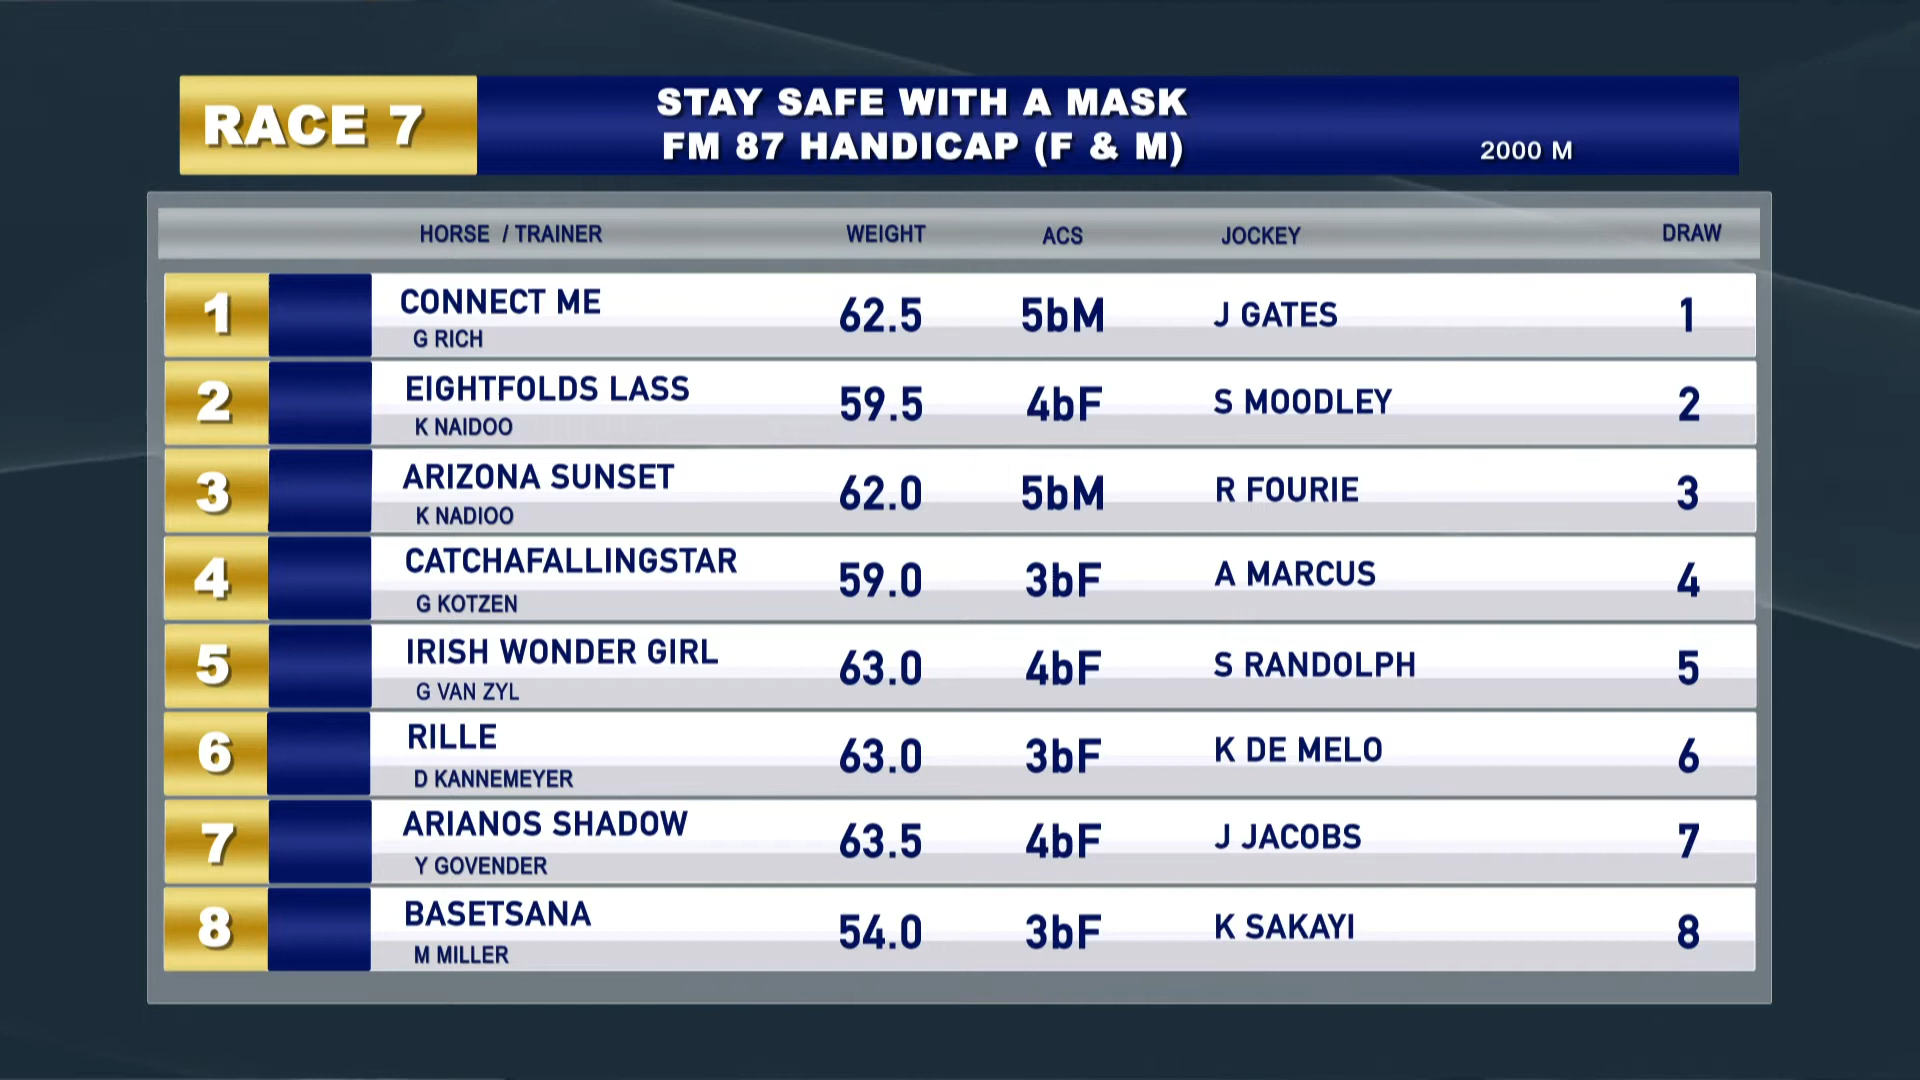 RACE 7
STAY SAFE WITH A MASK
FM 87 HANDICAP (F & M)
2000 M
HORSE / TRAINER WEIGHT ACS JOCKEY DRAW
1 CONNECT ME 62.5 5bM J GATES 1
G RICH
2 EIGHTFOLDS LASS 59.5 4bF S MOODLEY 2
K NAIDOO
3 ARIZONA SUNSET 62.0 5bM R FOURIE 3
K NADIOO
4 CATCHAFALLINGSTAR 59.0 3bF A MARCUS 4
G KOTZEN
5 IRISH WONDER GIRL 63.0 4bF S RANDOLPH 5
G VAN ZYL
6 RILLE 63.0 3bF K DE MELO 6
D KANNEMEYER
7 ARIANOS SHADOW 63.5 4bF J JACOBS 7
Y GOVENDER
8 BASETSANA 54.0 3bF K SAKAYI 8
M MILLER